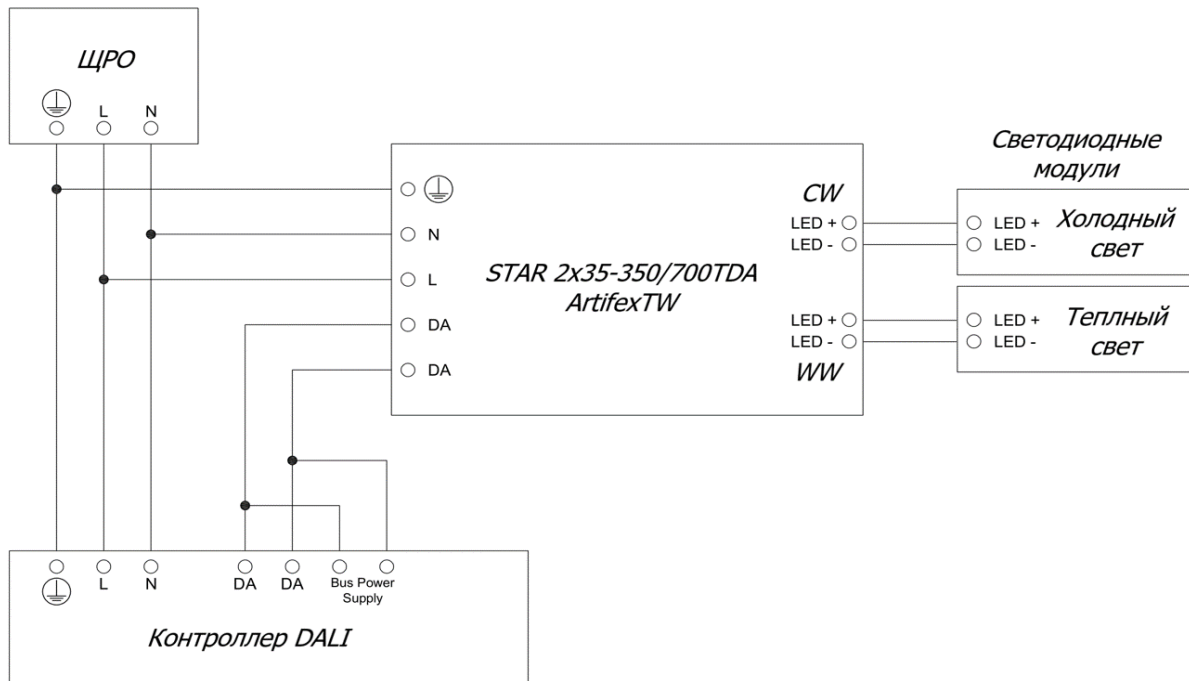 ЩРО
L N
STAR 2x35-350/700TDA
ArtifexTW
N
L
DA
DA
CW
LED +
LED -
LED +
LED -
WW
Светодиодные
модули
LED +
LED -
Холодный
свет
LED +
LED -
Теплный
свет
L N DA DA Bus Power
Supply
Контроллер DALI